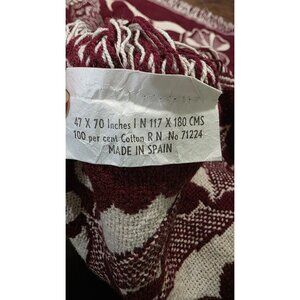 47 X 70 Inches I N 117 X 180 CMS
100 per cent Cotton R N. No 71224
MADE IN SPAIN